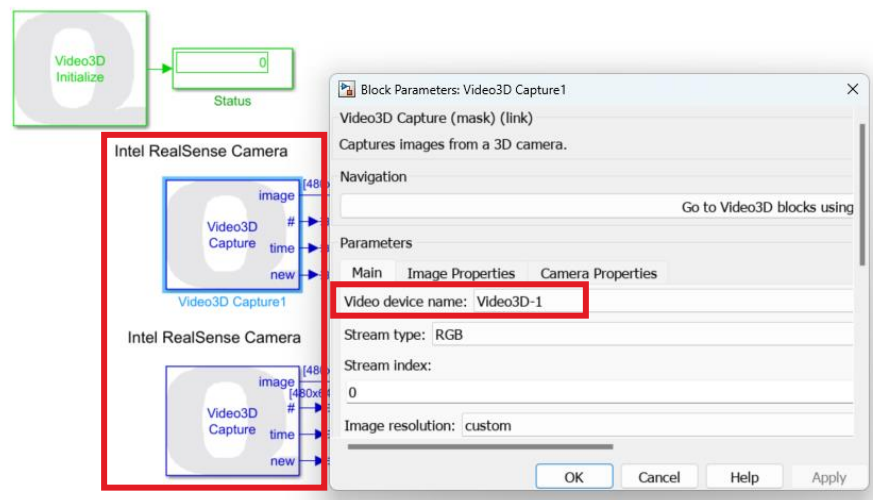 Video3D
Initialize
0
Status
Intel RealSense Camera
image
#
Video3D
Capture
time
new
Video3D Capture1
Intel RealSense Camera
image
#
Video3D
Capture
time
new
Block Parameters: Video3D Capture1
Video3D Capture (mask) (link)
Captures images from a 3D camera.
Navigation
Go to Video3D blocks using
Parameters
Main Image Properties Camera Properties
Video device name: Video3D-1
Stream type: RGB
Stream index:
0
Image resolution: custom
OK Cancel Help Apply